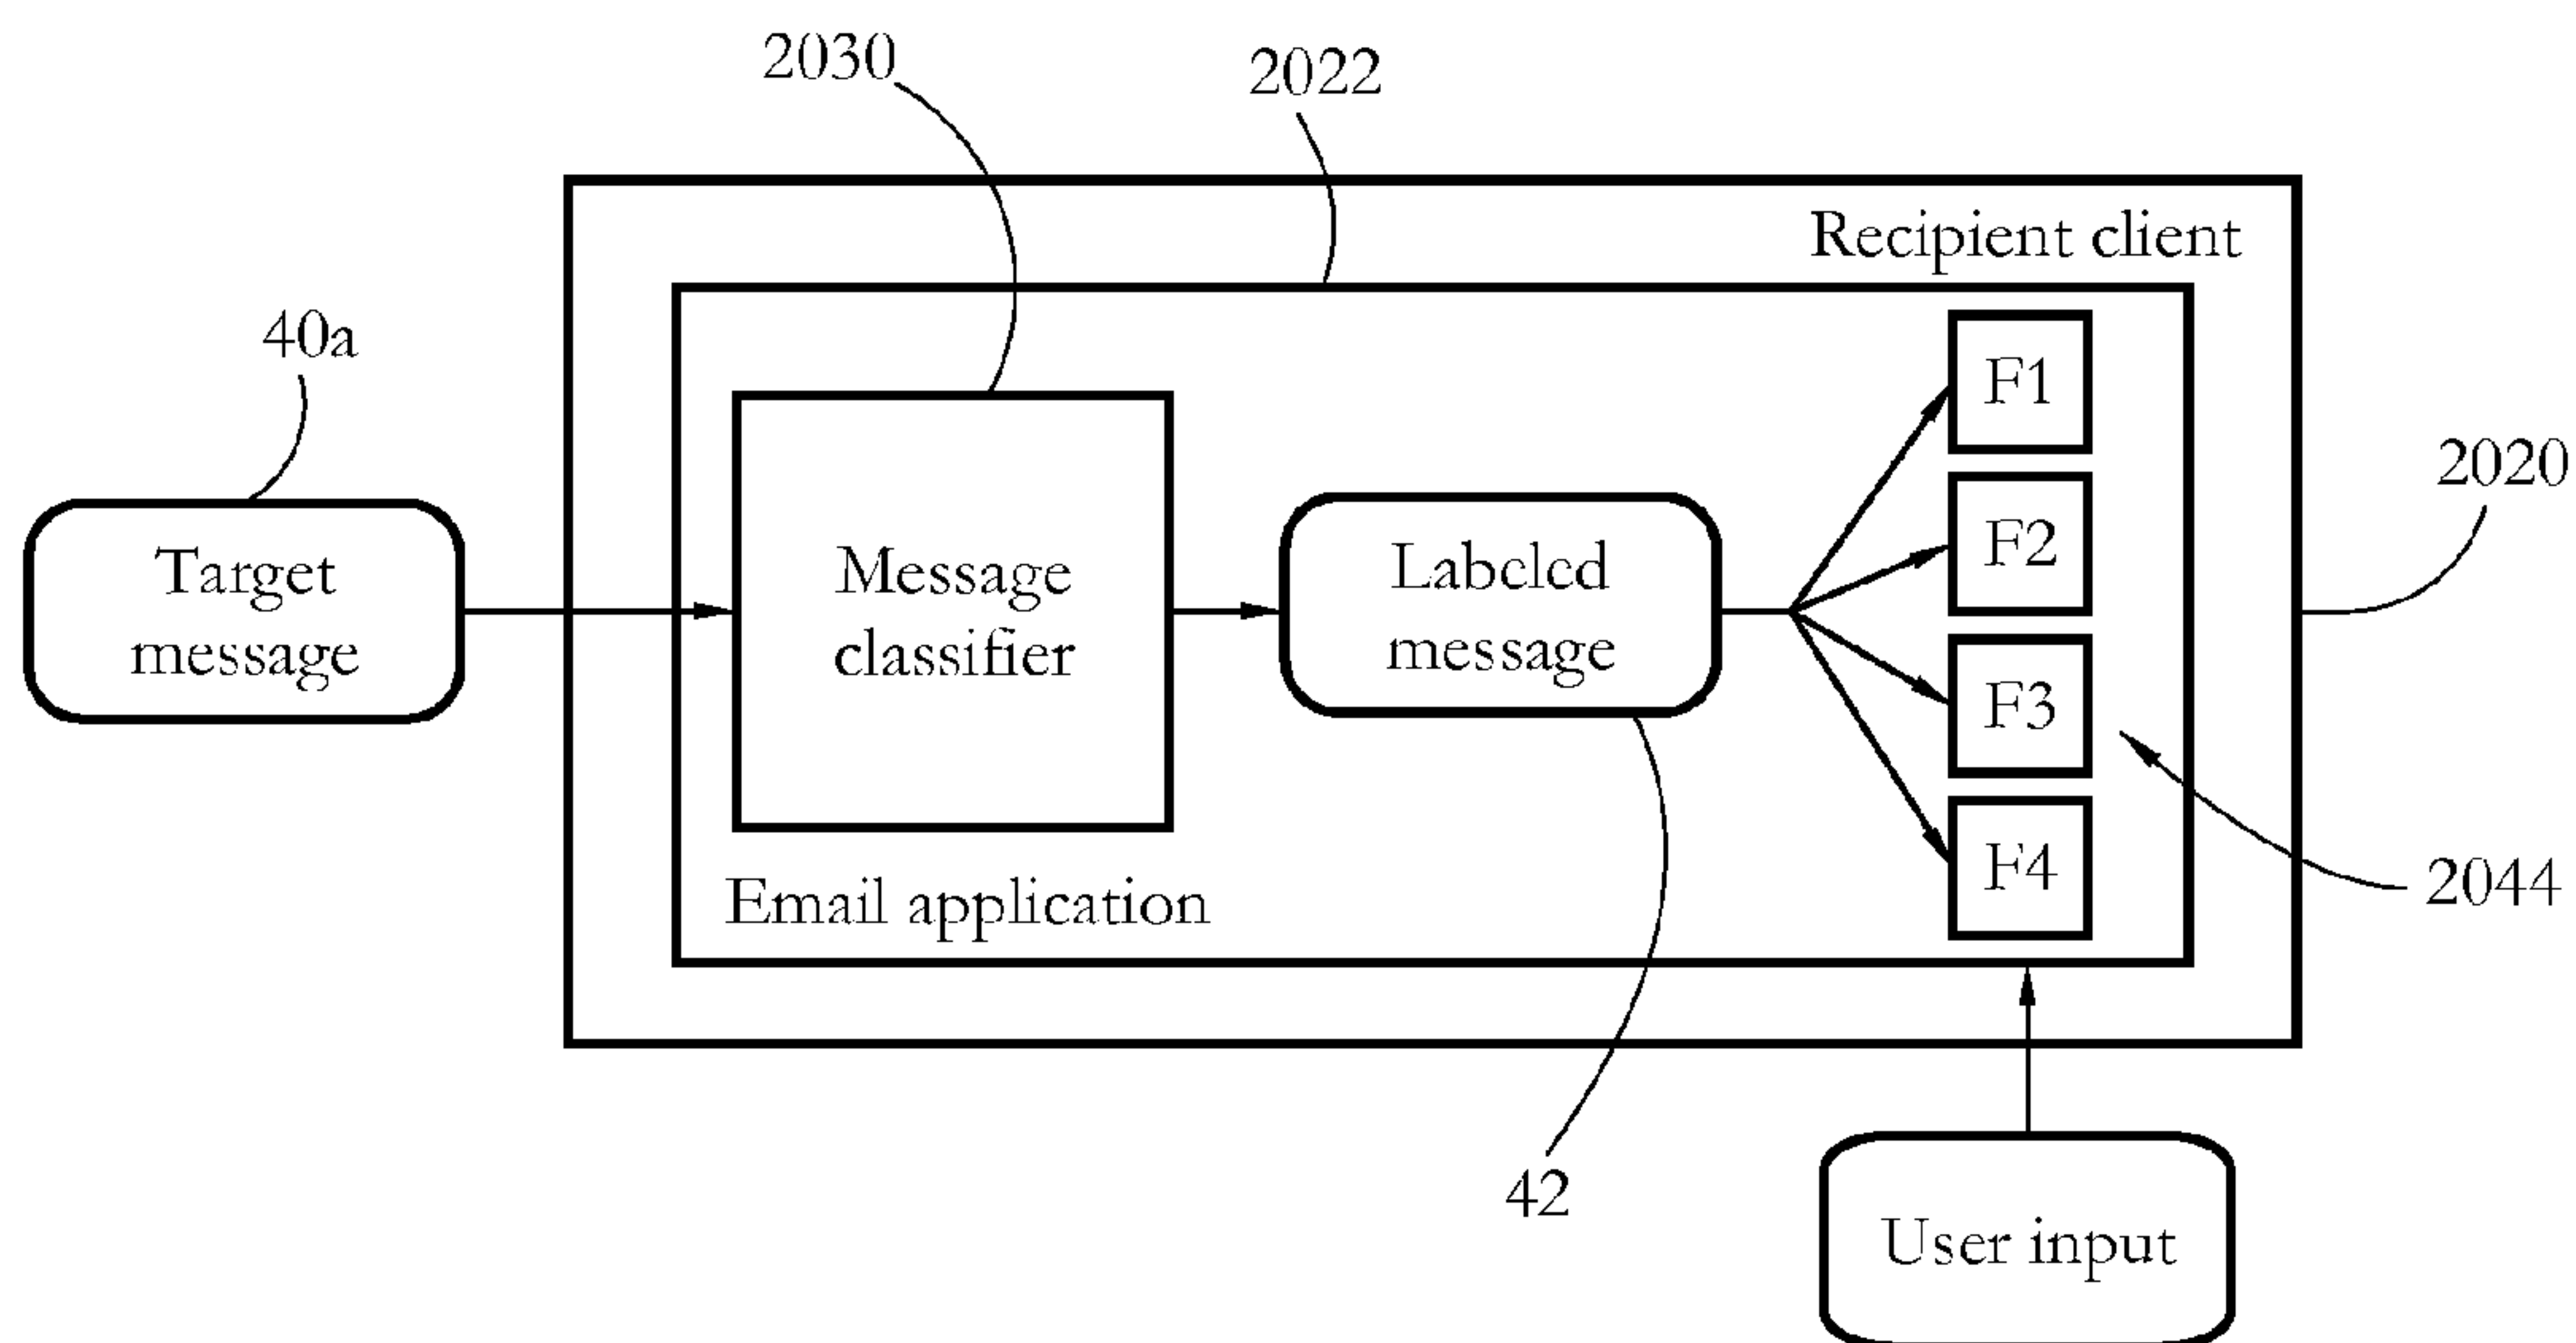 2030
2022
Recipient client
40a
F1
2020
F2
Target
message
Message
classifier
Labeled
message
F3
F4
2044
Email application
42
User input